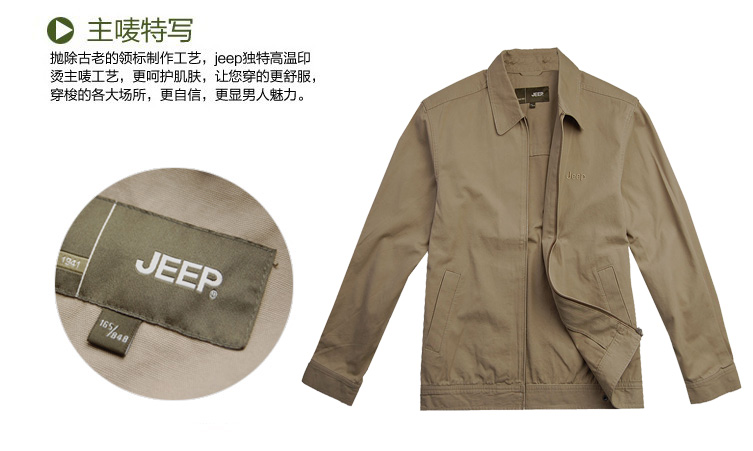 主唛特写
抛除古老的领标制作工艺，jeep独特高温印
烫主唛工艺，更呵护肌肤，让您穿的更舒服，
穿梭的各大场所，更自信，更显男人魅力。
JEEP
Jeep
1941
JEEP®
165/84B